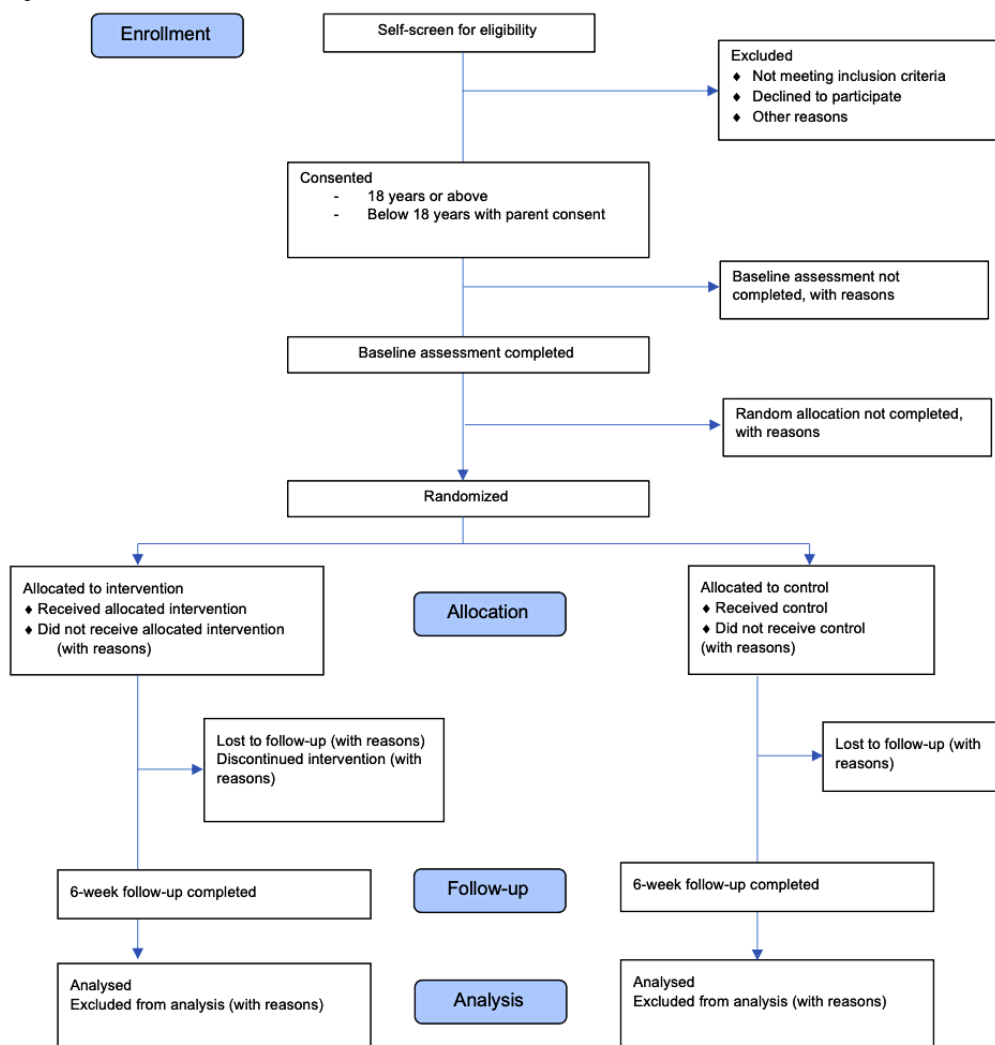 Enrollment
Self-screen for eligibility
Excluded
♦ Not meeting inclusion criteria
♦ Declined to participate
♦ Other reasons
Consented
- 18 years or above
- Below 18 years with parent consent
Baseline assessment not
completed, with reasons
Baseline assessment completed
Random allocation not completed,
with reasons
Randomized
Allocated to intervention
♦ Received allocated intervention
♦ Did not receive allocated intervention
(with reasons)
Allocation
Allocated to control
♦ Received control
♦ Did not receive control
(with reasons)
Lost to follow-up (with reasons)
Discontinued intervention (with
reasons)
Lost to follow-up (with
reasons)
6-week follow-up completed
Follow-up
6-week follow-up completed
Analysed
Excluded from analysis (with reasons)
Analysis
Analysed
Excluded from analysis (with reasons)